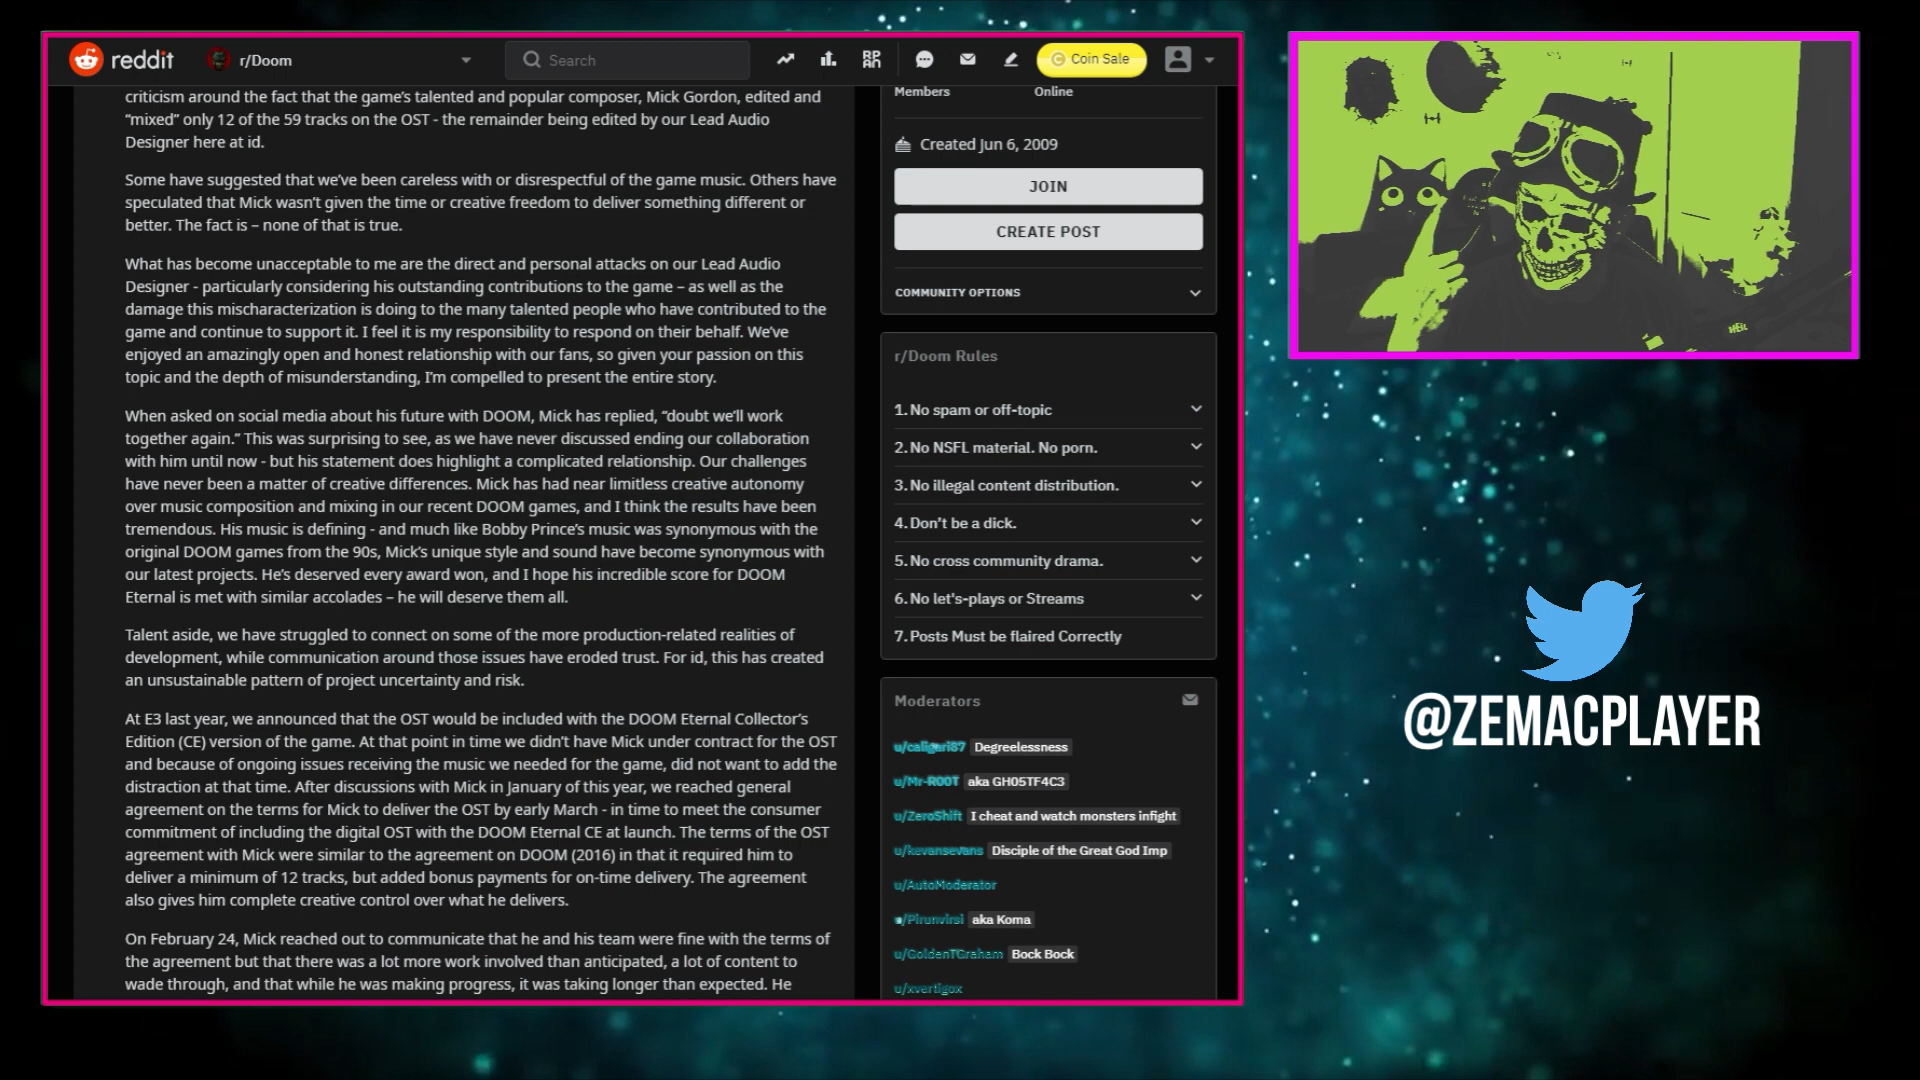 reddit
r/Doom
Search
Coin Sale
criticism around the fact that the game's talented and popular composer, Mick Gordon, edited and
“mixed” only 12 of the 59 tracks on the OST - the remainder being edited by our Lead Audio
Designer here at id.
Some have suggested that we've been careless with or disrespectful of the game music. Others have
speculated that Mick wasn't given the time or creative freedom to deliver something different or
better. The fact is – none of that is true.
What has become unacceptable to me are the direct and personal attacks on our Lead Audio
Designer - particularly considering his outstanding contributions to the game – as well as the
damage this mischaracterization is doing to the many talented people who have contributed to the
game and continue to support it. I feel it is my responsibility to respond on their behalf. We've
enjoyed an amazingly open and honest relationship with our fans, so given your passion on this
topic and the depth of misunderstanding, I'm compelled to present the entire story.
When asked on social media about his future with DOOM, Mick has replied, “doubt we'll work
together again.” This was surprising to see, as we have never discussed ending our collaboration
with him until now - but his statement does highlight a complicated relationship. Our challenges
have never been a matter of creative differences. Mick has had near limitless creative autonomy
over music composition and mixing in our recent DOOM games, and I think the results have been
tremendous. His music is defining - and much like Bobby Prince's music was synonymous with the
original DOOM games from the 90s, Mick's unique style and sound have become synonymous with
our latest projects. He's deserved every award won, and I hope his incredible score for DOOM
Eternal is met with similar accolades – he will deserve them all.
Talent aside, we have struggled to connect on some of the more production-related realities of
development, while communication around those issues have eroded trust. For id, this has created
an unsustainable pattern of project uncertainty and risk.
At E3 last year, we announced that the OST would be included with the DOOM Eternal Collector's
Edition (CE) version of the game. At that point in time we didn't have Mick under contract for the OST
and because of ongoing issues receiving the music we needed for the game, did not want to add the
distraction at that time. After discussions with Mick in January of this year, we reached general
agreement on the terms for Mick to deliver the OST by early March - in time to meet the consumer
commitment of including the digital OST with the DOOM Eternal CE at launch. The terms of the OST
agreement with Mick were similar to the agreement on DOOM (2016) in that it required him to
deliver a minimum of 12 tracks, but added bonus payments for on-time delivery. The agreement
also gives him complete creative control over what he delivers.
On February 24, Mick reached out to communicate that he and his team were fine with the terms of
the agreement but that there was a lot more work involved than anticipated, a lot of content to
wade through, and that while he was making progress, it was taking longer than expected. He
Members Online
Created Jun 6, 2009
JOIN
CREATE POST
COMMUNITY OPTIONS
r/Doom Rules
1. No spam or off-topic
2. No NSFL material. No porn.
3. No illegal content distribution.
4. Don't be a dick.
5. No cross community drama.
6. No let's-plays or Streams
7. Posts Must be flaired Correctly
Moderators
u/caligari87 Degreelessness
u/Mr-R00T aka GH05TF4C3
u/ZeroShift I cheat and watch monsters infight
u/kevansevans Disciple of the Great God Imp
u/AutoModerator
u/Pirunvirsi aka Koma
u/GoldenTGraham Bock Bock
u/xvertigox
@ZEMACPLAYER